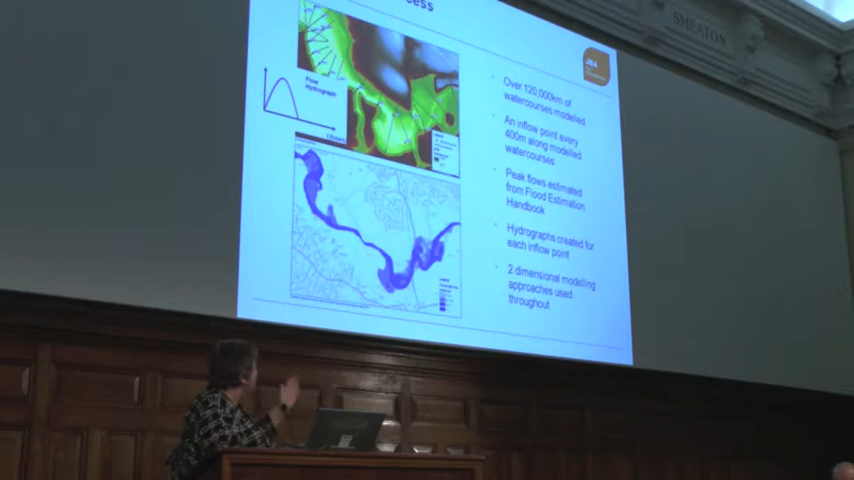 cess
SMEATON
JBA
Flow
Hydrograph
Over 120,000km of
watercourses modelled
An inflow point every
400m along modelled
watercourses
Peak flows estimated
from Flood Estimation
Handbook
Hydrographs created for
each inflow point
2 dimensional modelling
approaches used
throughout